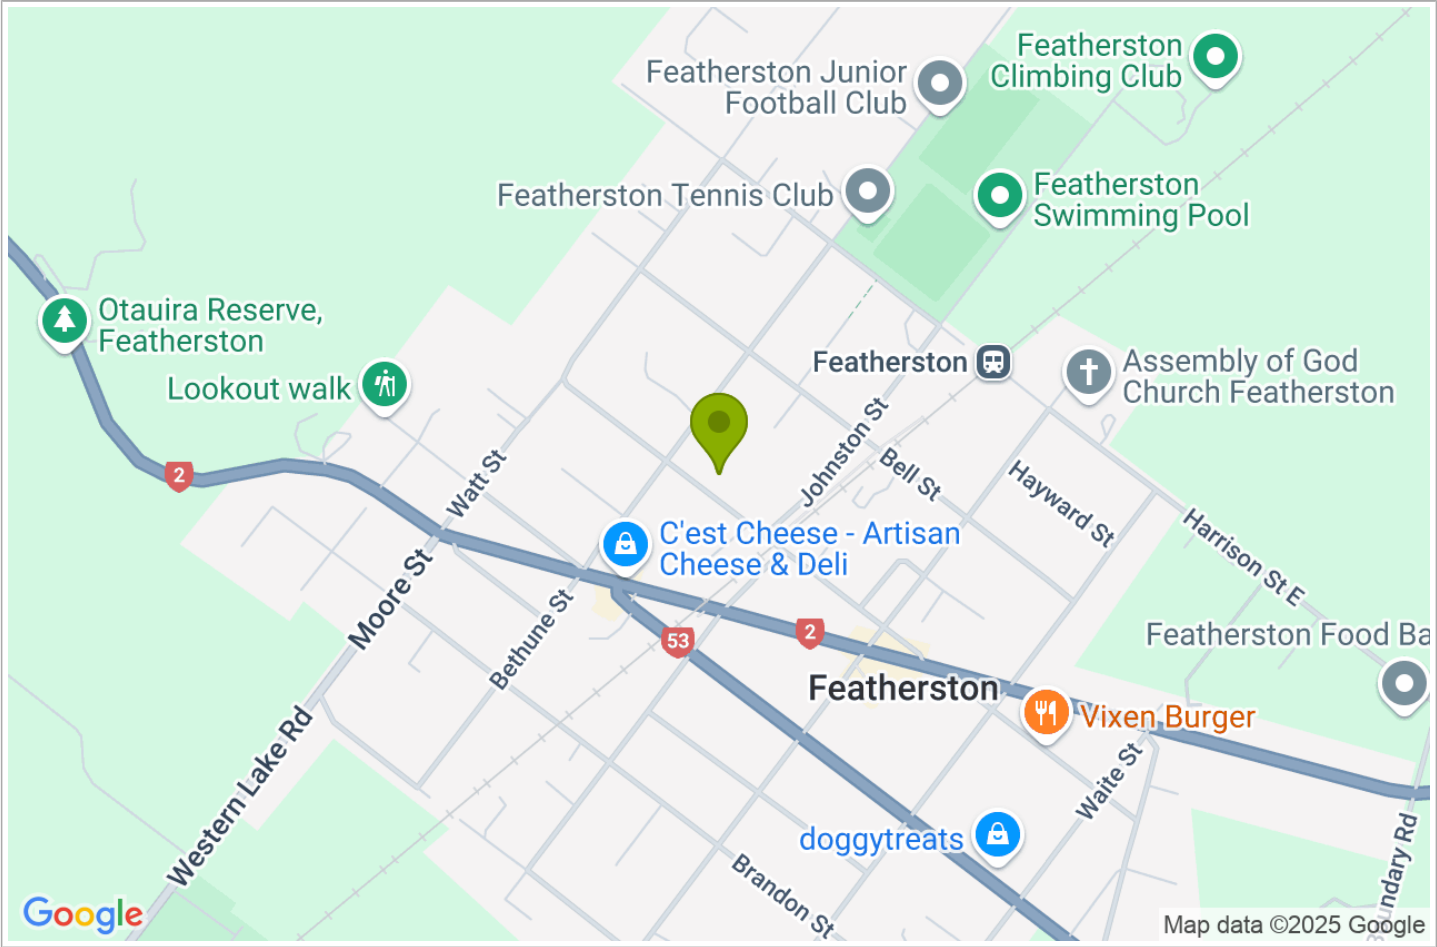 Featherston
Climbing Club
Featherston Junior
Football Club
Featherston Tennis Club
Featherston
Swimming Pool
Otauira Reserve,
Featherston
Lookout walk
Featherston
Assembly of God
Church Featherston
2
Watt St
Johnston St
Bell St
Hayward St
Harrison St E
C'est Cheese - Artisan
Cheese & Deli
Moore St
Bethune St
53
2
Featherston Food Ba
Featherston
Vixen Burger
Western Lake Rd
Waite St
doggytreats
Brandon St
undary Rd
Google
Map data ©2025 Google